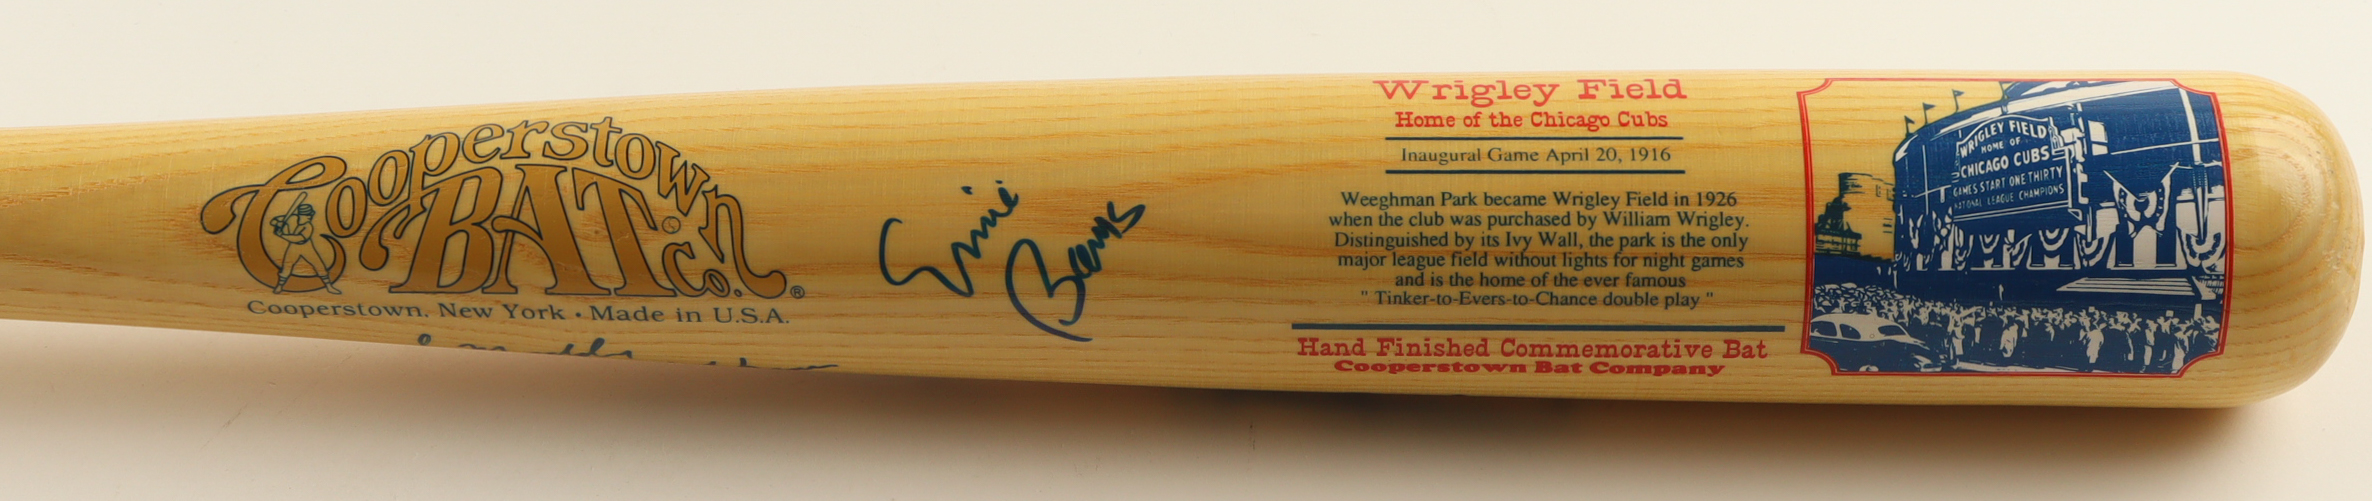 Cooperstown
BAT Co.®
Cooperstown, New York • Made in U.S.A.
Ernie
Banks
Wrigley Field
Home of the Chicago Cubs
Inaugural Game April 20, 1916
Weeghman Park became Wrigley Field in 1926
when the club was purchased by William Wrigley.
Distinguished by its Ivy Wall, the park is the only
major league field without lights for night games
and is the home of the ever famous
" Tinker-to-Evers-to-Chance double play "
Hand Finished Commemorative Bat
Cooperstown Bat Company
WRIGLEY FIELD
HOME OF
CHICAGO CUBS
GAMES START ONE THIRTY
NATIONAL LEAGUE CHAMPIONS